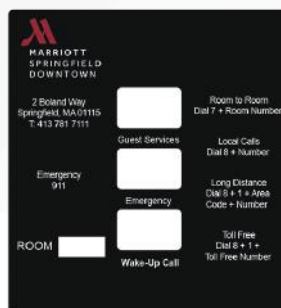 MARRIOTT
SPRINGFIELD
DOWNTOWN
2 Boland Way
Springfield, MA 01115
T: 413 781 7111
Emergency
911
ROOM
Guest Services
Emergency
Wake-Up Call
Room to Room
Dial 7 + Room Number
Local Calls
Dial 8 + Number
Long Distance
Dial 8 + 1 + Area
Code + Number
Toll Free
Dial 8 + 1 +
Toll Free Number